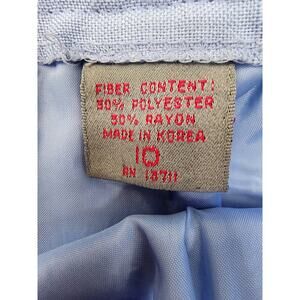 FIBER CONTENT:
50% POLYESTER
50% RAYON
MADE IN KOREA
10
RN 13711